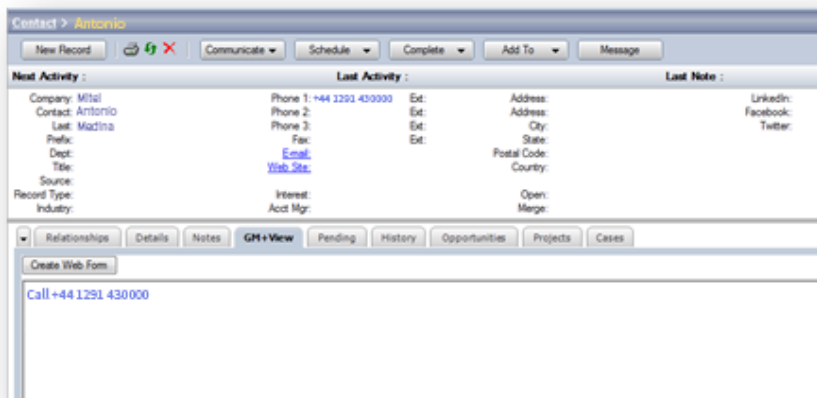 Contact > Antonio
New Record Communicate Schedule Complete Add To Message
Next Activity : Last Activity : Last Note :
Company: Mitel Phone 1: +44 1291 430000 Ext: Address: LinkedIn:
Contact: Antonio Phone 2: Ext: Address: Facebook:
Last: Madina Phone 3: Ext: City: Twitter:
Prefix: Fax: Ext: State:
Dept: E-mail: Postal Code:
Title: Web Site: Country:
Source:
Record Type: Interest: Open:
Industry: Acct Mgr: Merge:
Relationships Details Notes GM+View Pending History Opportunities Projects Cases
Create Web Form
Call +44 1291 430000